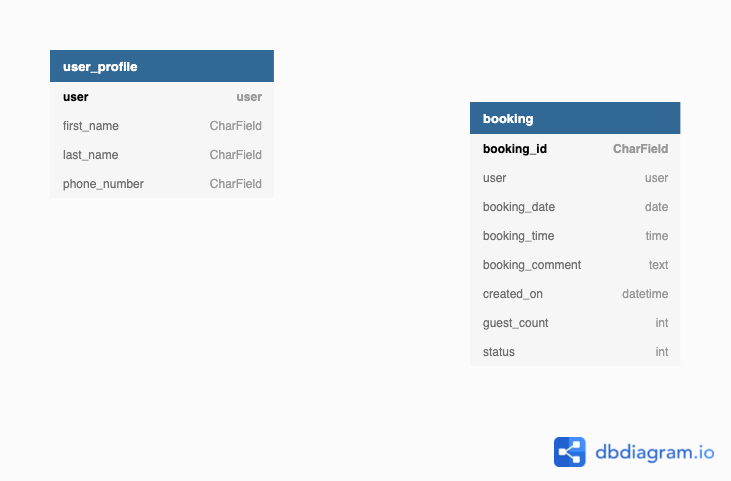 user_profile
user user
first_name CharField
last_name CharField
phone_number CharField
booking
booking_id CharField
user user
booking_date date
booking_time time
booking_comment text
created_on datetime
guest_count int
status int
dbdiagram.io